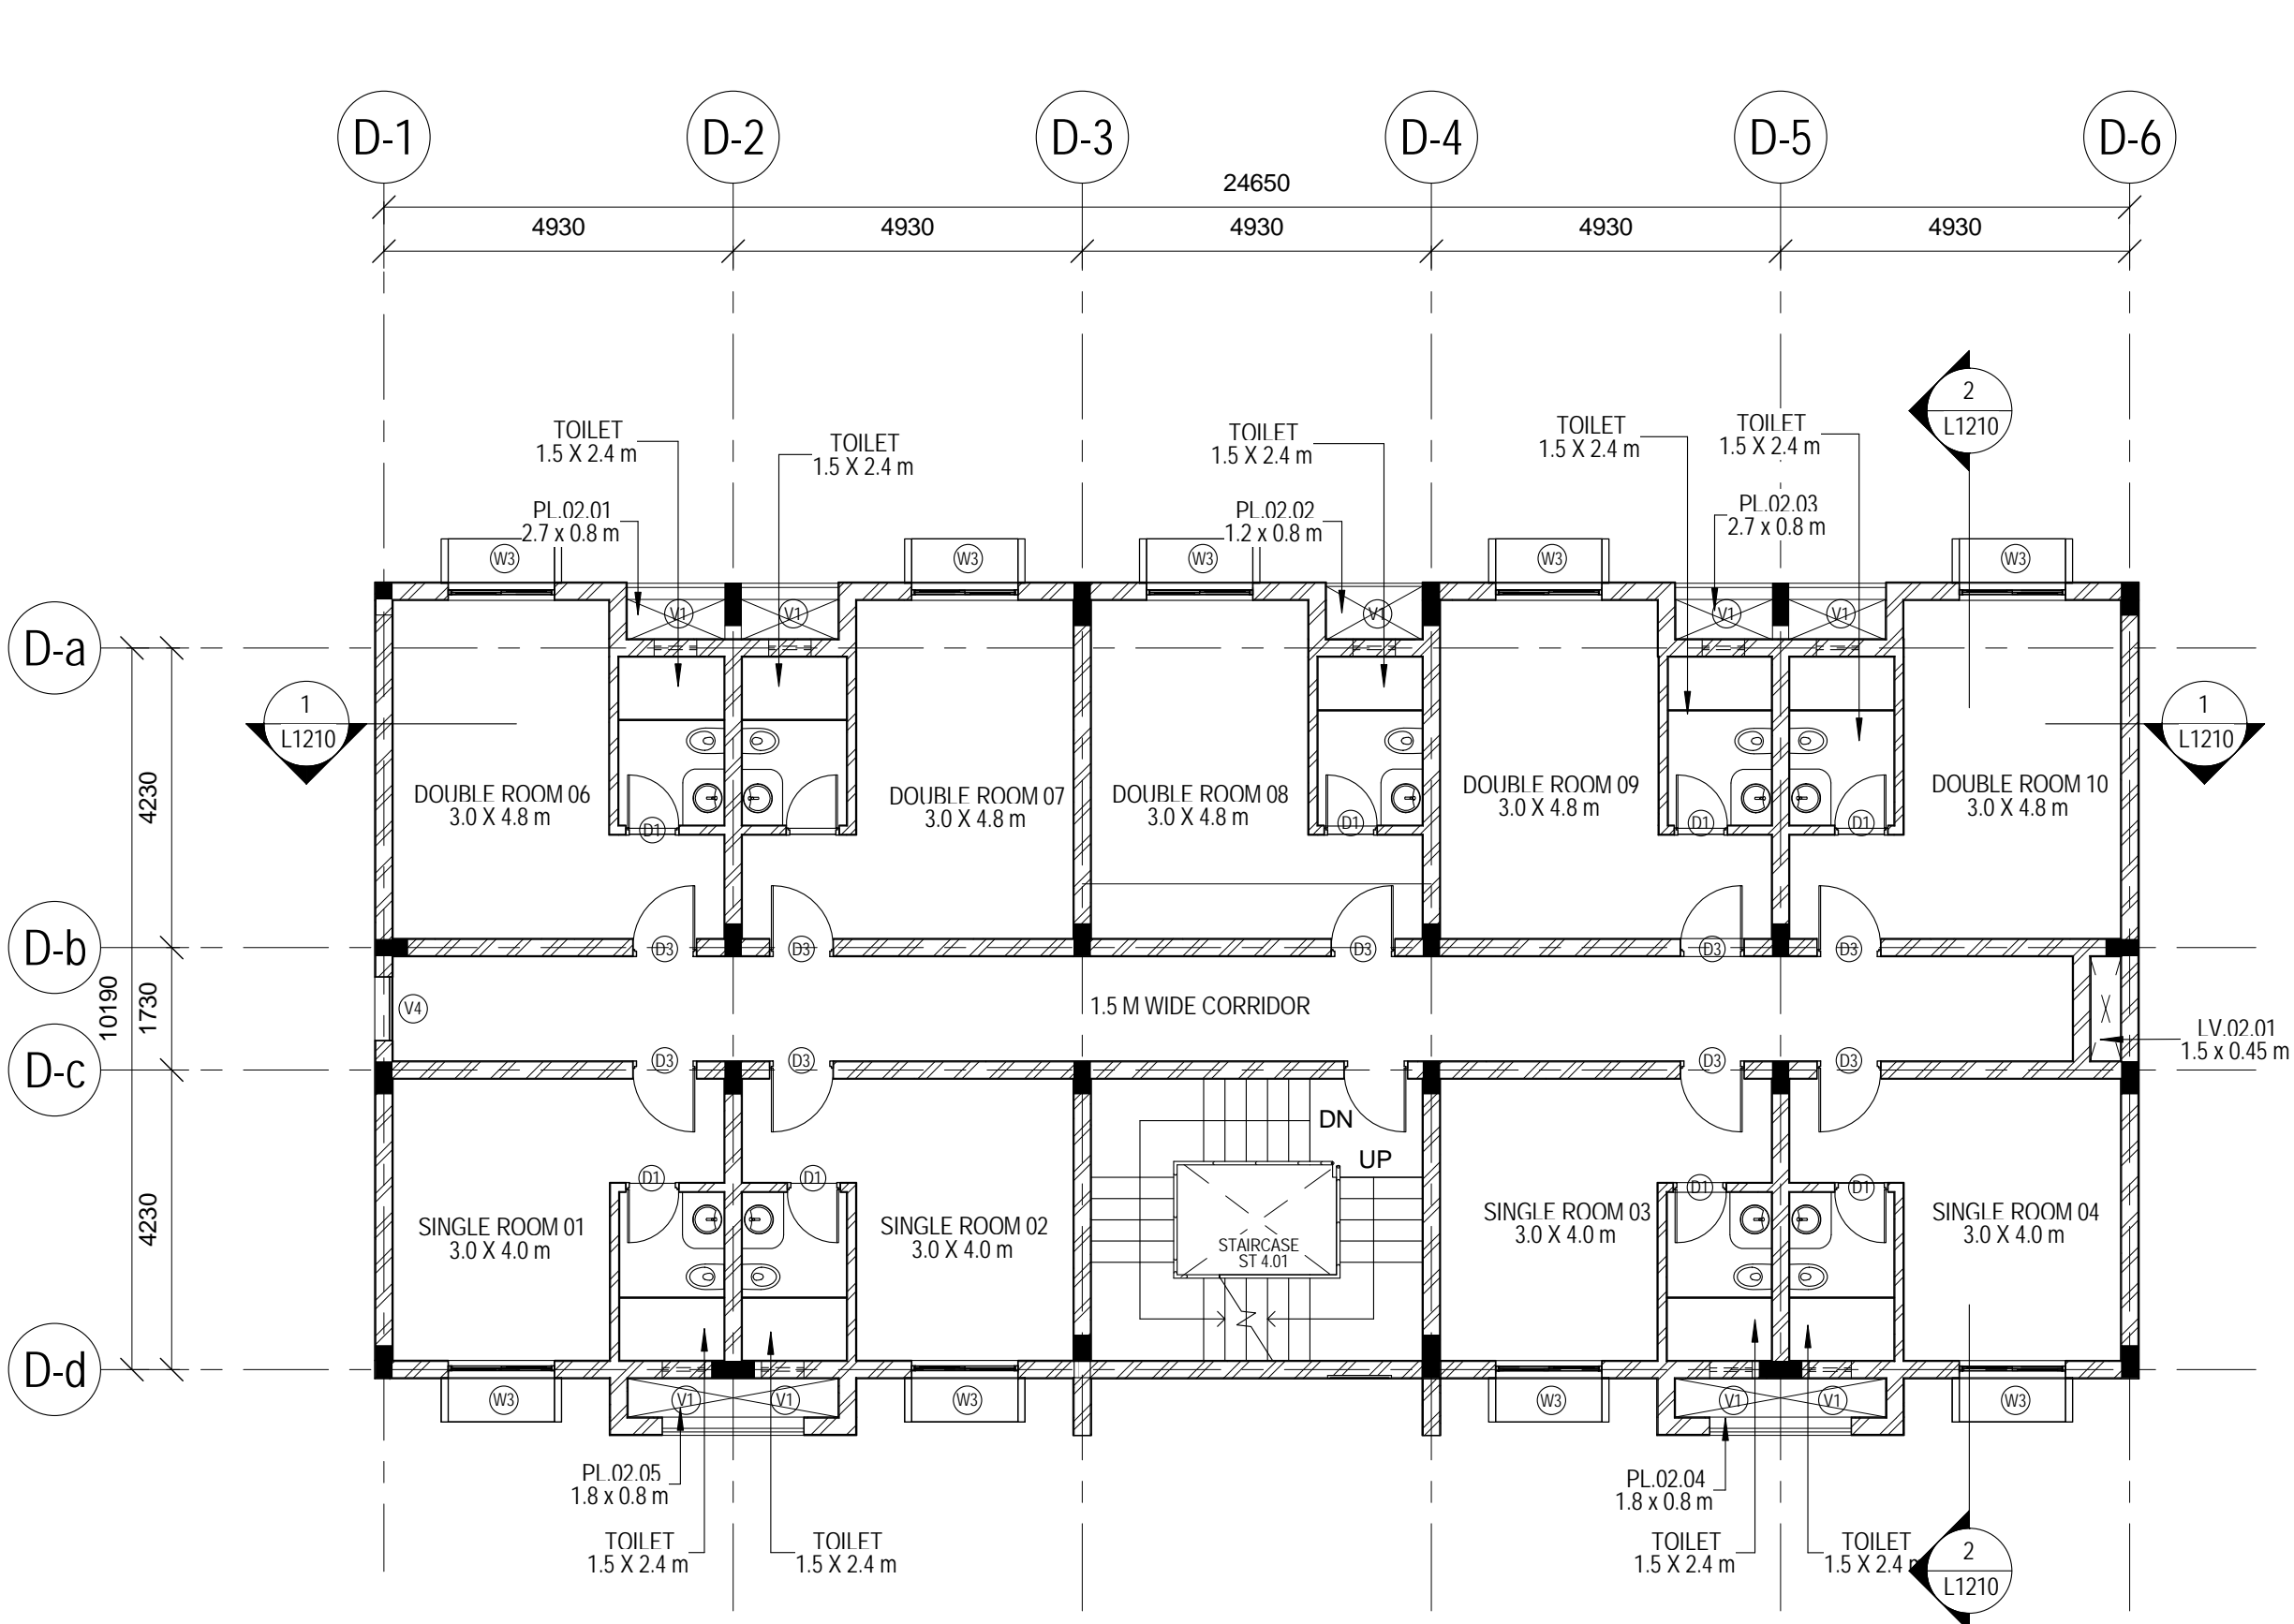 D-1
D-2
D-3
D-4
D-5
D-6
24650
4930
4930
4930
4930
4930
2
L1210
TOILET
1.5 X 2.4 m
TOILET
1.5 X 2.4 m
TOILET
1.5 X 2.4 m
TOILET
1.5 X 2.4 m
TOILET
1.5 X 2.4 m
PL.02.01
2.7 x 0.8 m
PL.02.02
1.2 x 0.8 m
PL.02.03
2.7 x 0.8 m
W3
W3
W3
W3
W3
V1
V1
V1
V1
V1
D-a
1
L1210
1
L1210
4230
DOUBLE ROOM 06
3.0 X 4.8 m
DOUBLE ROOM 07
3.0 X 4.8 m
DOUBLE ROOM 08
3.0 X 4.8 m
DOUBLE ROOM 09
3.0 X 4.8 m
DOUBLE ROOM 10
3.0 X 4.8 m
D1
D1
D1
D1
D-b
D3
D3
D3
D3
D3
10190
1730
V4
1.5 M WIDE CORRIDOR
LV.02.01
1.5 x 0.45 m
D-c
D3
D3
D3
D3
DN
UP
D1
D1
D1
D1
4230
SINGLE ROOM 01
3.0 X 4.0 m
SINGLE ROOM 02
3.0 X 4.0 m
STAIRCASE
ST 4.01
SINGLE ROOM 03
3.0 X 4.0 m
SINGLE ROOM 04
3.0 X 4.0 m
D-d
W3
V1
V1
W3
W3
V1
V1
W3
PL.02.05
1.8 x 0.8 m
PL.02.04
1.8 x 0.8 m
TOILET
1.5 X 2.4 m
TOILET
1.5 X 2.4 m
TOILET
1.5 X 2.4 m
TOILET
1.5 X 2.4 m
2
L1210